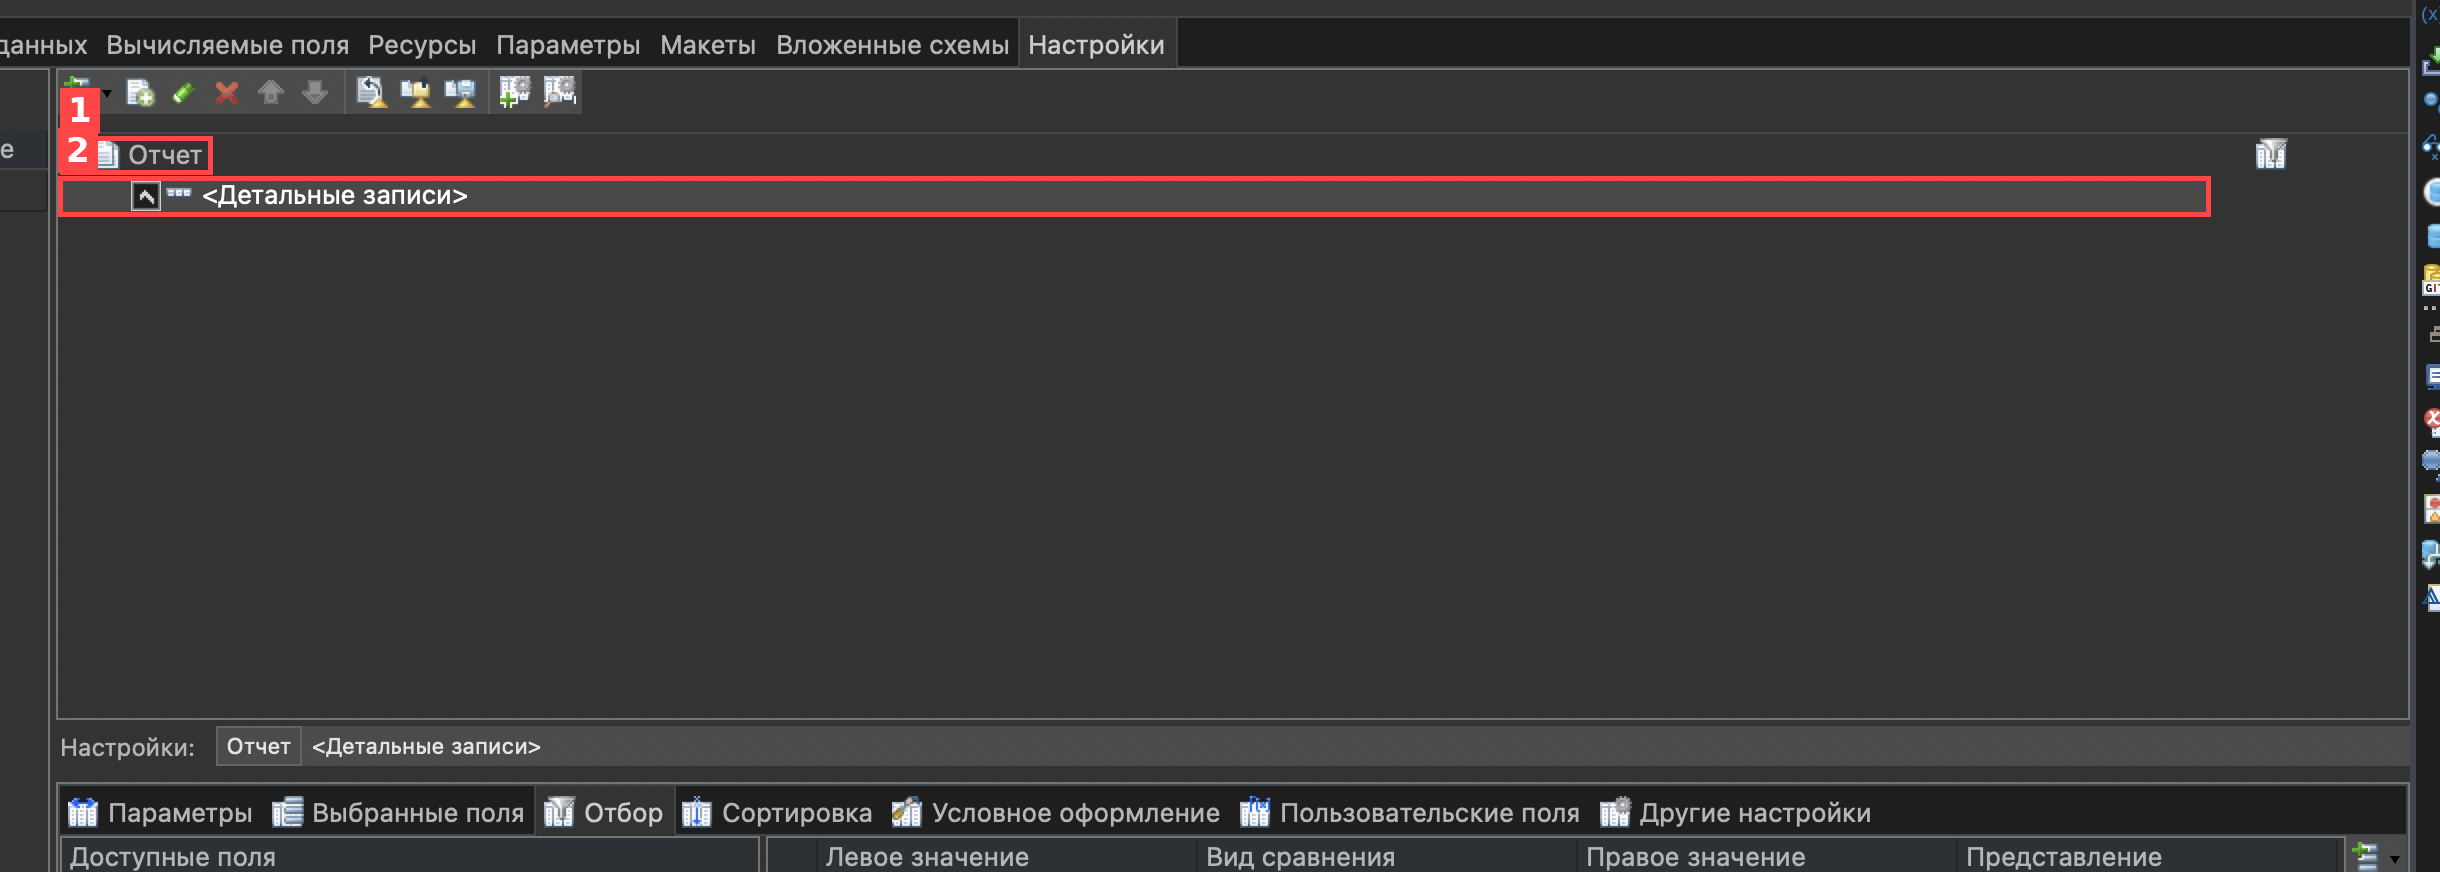 данных Вычисляемые поля Ресурсы Параметры Макеты Вложенные схемы Настройки
1
е
2 Отчет
<Детальные записи>
Настройки: Отчет <Детальные записи>
Параметры Выбранные поля Отбор Сортировка Условное оформление Пользовательские поля Другие настройки
Доступные поля Левое значение Вид сравнения Правое значение Представление